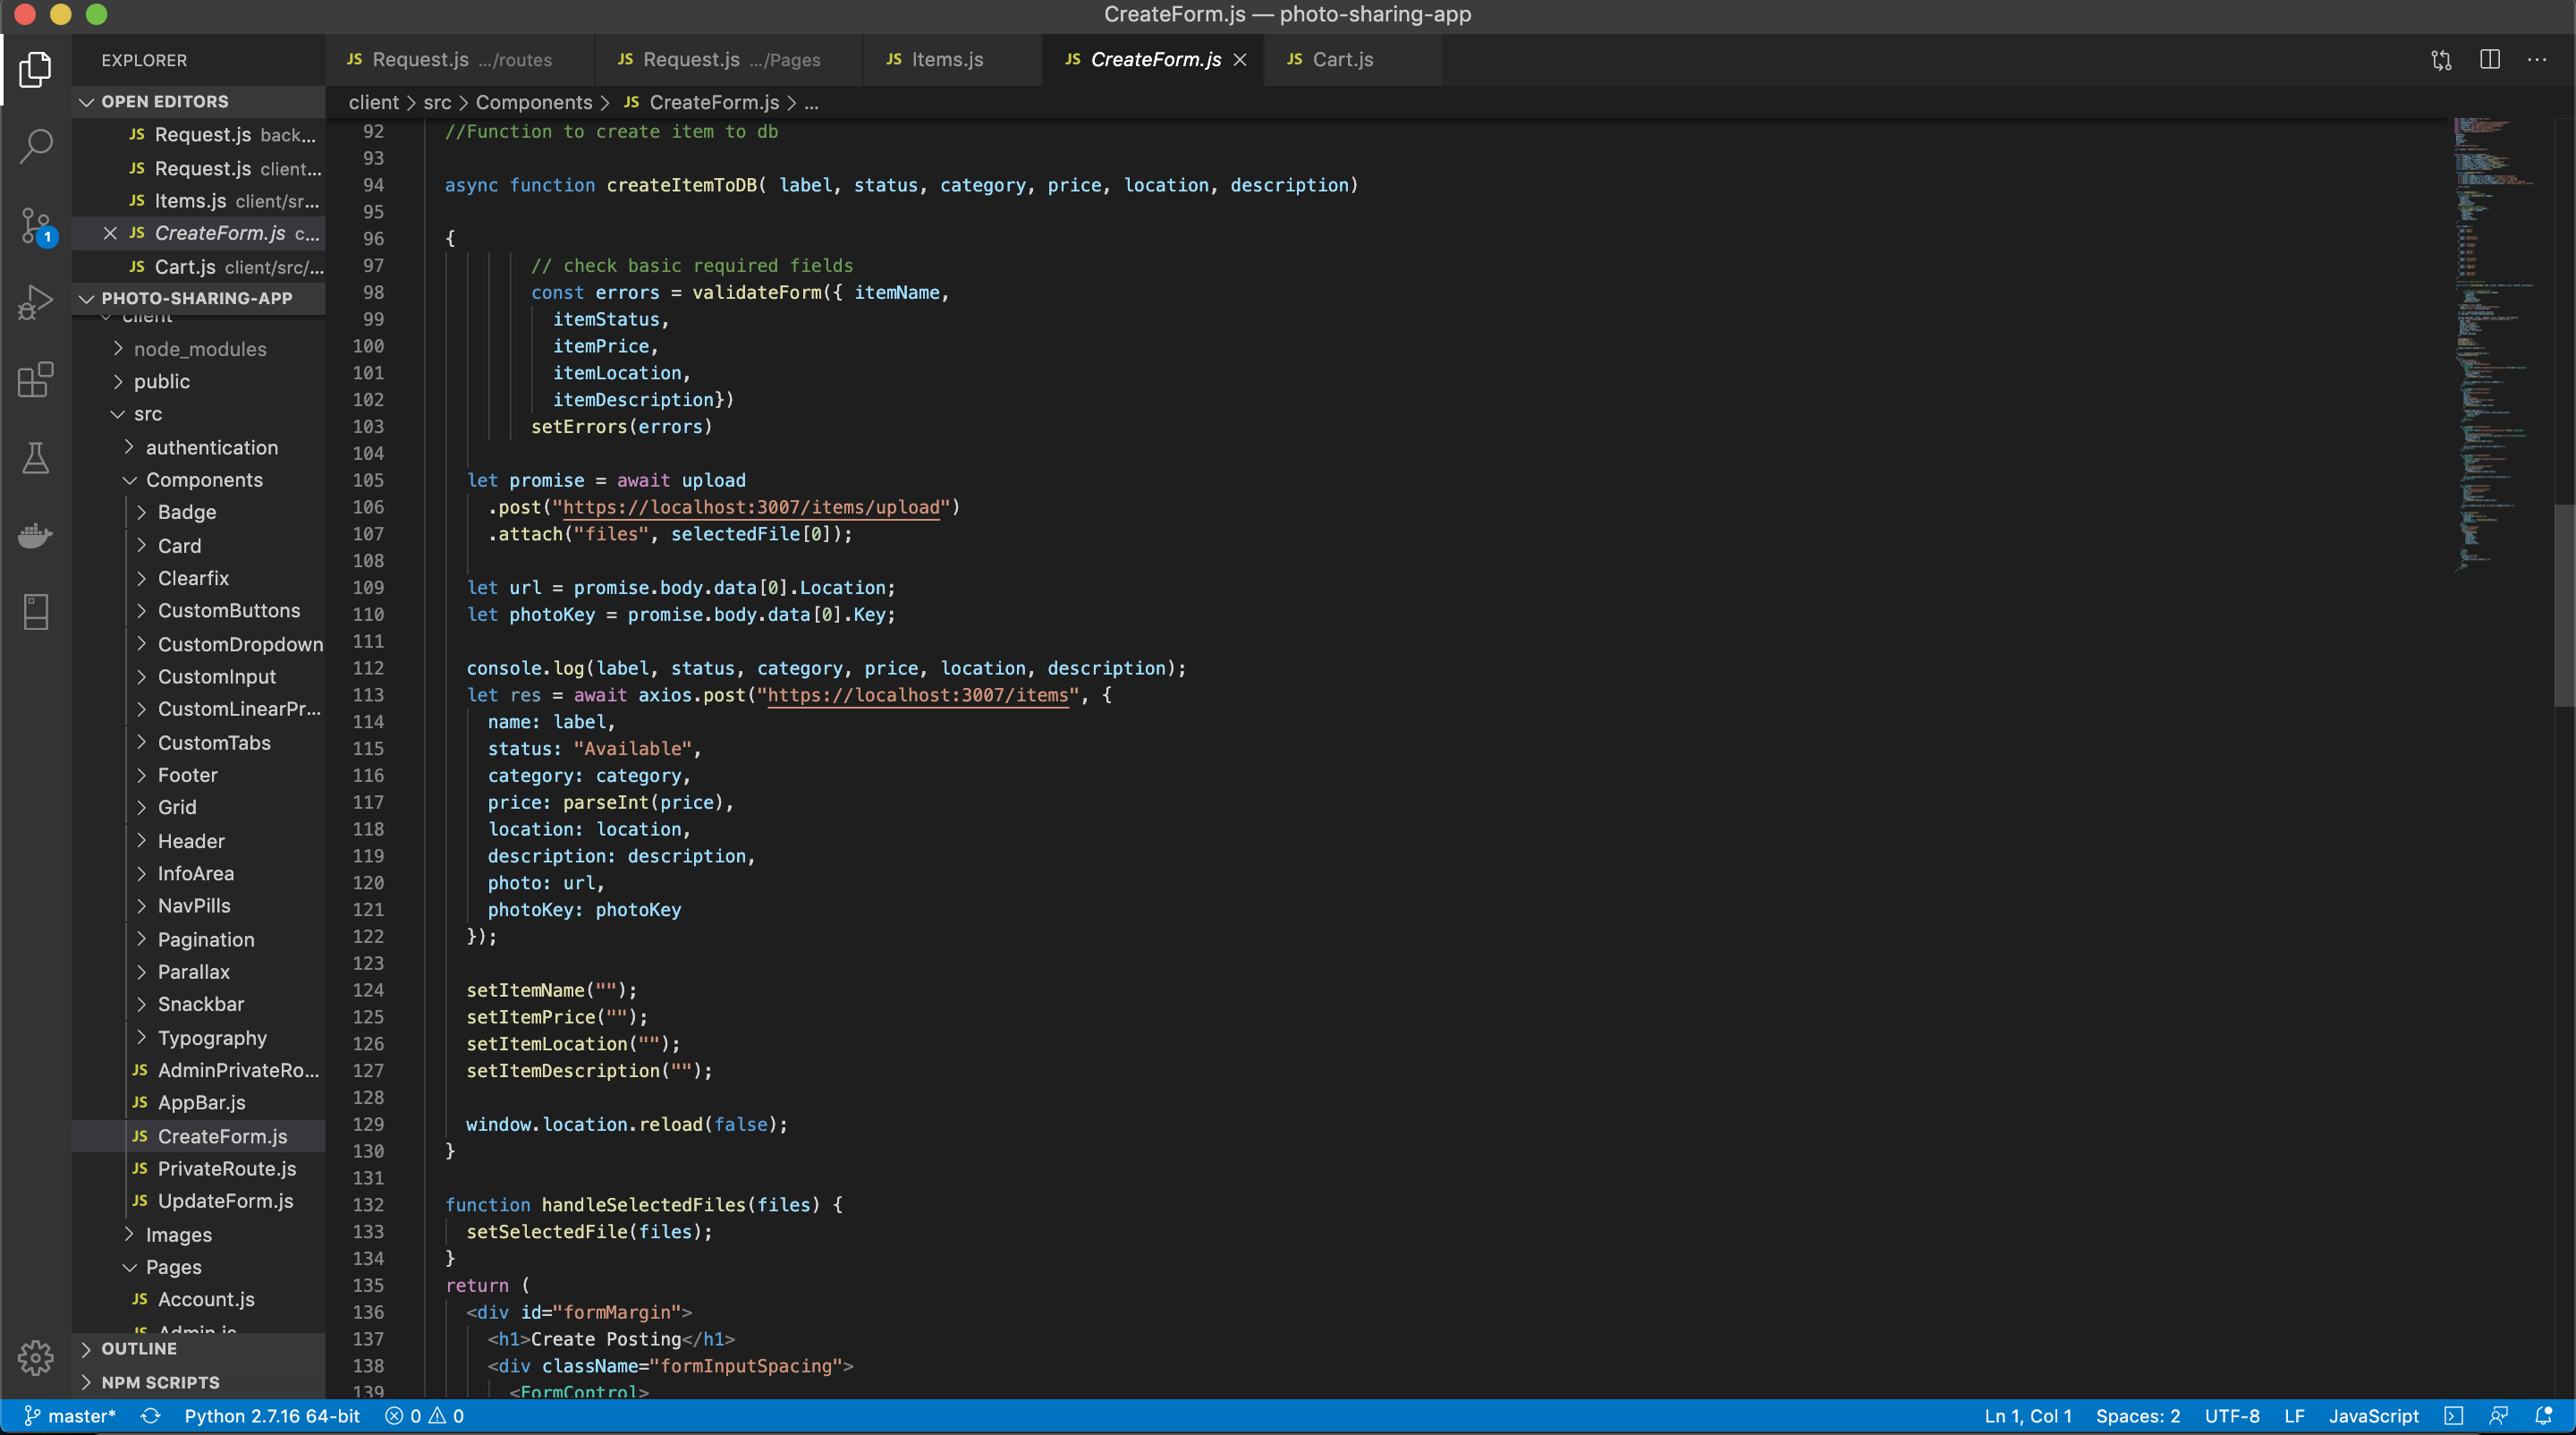 CreateForm.js — photo-sharing-app
EXPLORER
JS Request.js .../routes
JS Request.js .../Pages
JS Items.js
JS CreateForm.js
JS Cart.js
OPEN EDITORS
JS Request.js back...
JS Request.js client...
JS Items.js client/sr...
JS CreateForm.js c...
JS Cart.js client/src/...
1
PHOTO-SHARING-APP
client
node_modules
public
src
authentication
Components
Badge
Card
Clearfix
CustomButtons
CustomDropdown
CustomInput
CustomLinearPr...
CustomTabs
Footer
Grid
Header
InfoArea
NavPills
Pagination
Parallax
Snackbar
Typography
JS AdminPrivateRo...
JS AppBar.js
JS CreateForm.js
JS PrivateRoute.js
JS UpdateForm.js
Images
Pages
JS Account.js
JS Admin.js
OUTLINE
NPM SCRIPTS
client > src > Components > JS CreateForm.js > ...
92 //Function to create item to db
93
94 async function createItemToDB( label, status, category, price, location, description)
95
96 {
97 // check basic required fields
98 const errors = validateForm({ itemName,
99 itemStatus,
100 itemPrice,
101 itemLocation,
102 itemDescription})
103 setErrors(errors)
104
105 let promise = await upload
106 .post("https://localhost:3007/items/upload")
107 .attach("files", selectedFile[0]);
108
109 let url = promise.body.data[0].Location;
110 let photoKey = promise.body.data[0].Key;
111
112 console.log(label, status, category, price, location, description);
113 let res = await axios.post("https://localhost:3007/items", {
114 name: label,
115 status: "Available",
116 category: category,
117 price: parseInt(price),
118 location: location,
119 description: description,
120 photo: url,
121 photoKey: photoKey
122 });
123
124 setItemName("");
125 setItemPrice("");
126 setItemLocation("");
127 setItemDescription("");
128
129 window.location.reload(false);
130 }
131
132 function handleSelectedFiles(files) {
133 setSelectedFile(files);
134 }
135 return (
136 <div id="formMargin">
137 <h1>Create Posting</h1>
138 <div className="formInputSpacing">
139 <FormControl>
master* Python 2.7.16 64-bit 0 0
Ln 1, Col 1 Spaces: 2 UTF-8 LF JavaScript